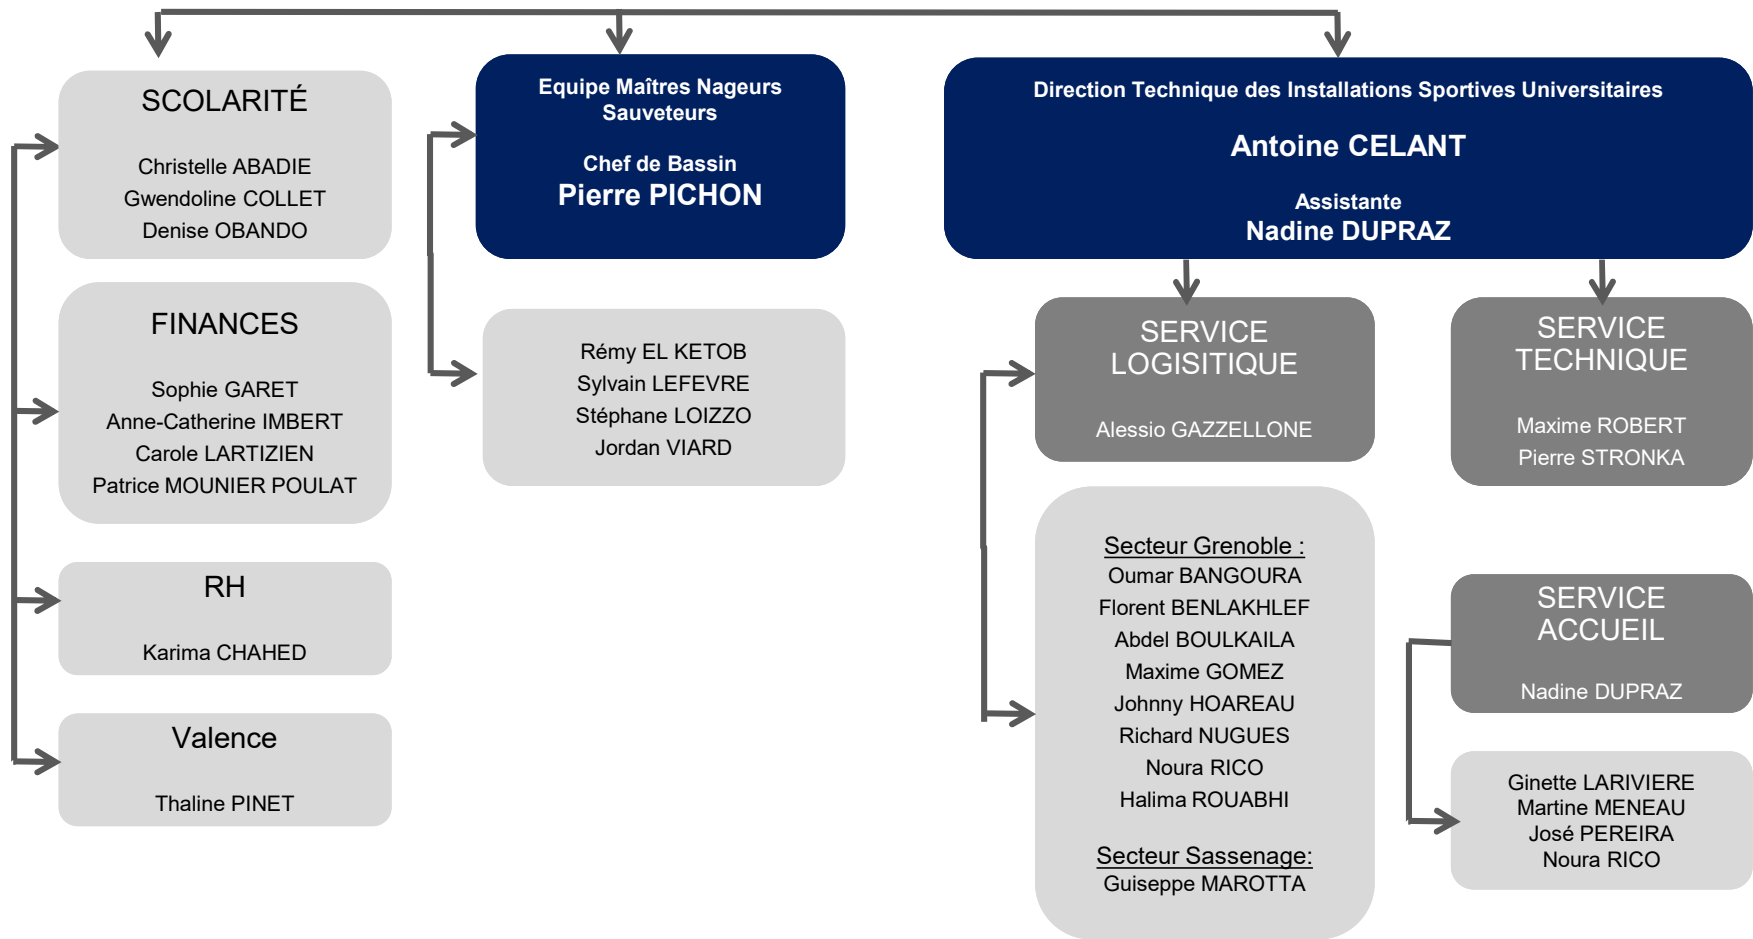 SCOLARITÉ
Christelle ABADIE
Gwendoline COLLET
Denise OBANDO
FINANCES
Sophie GARET
Anne-Catherine IMBERT
Carole LARTIZIEN
Patrice MOUNIER POULAT
RH
Karima CHAHED
Valence
Thaline PINET
Equipe Maîtres Nageurs
Sauveteurs
Chef de Bassin
Pierre PICHON
Rémy EL KETOB
Sylvain LEFEVRE
Stéphane LOIZZO
Jordan VIARD
Direction Technique des Installations Sportives Universitaires
Antoine CELANT
Assistante
Nadine DUPRAZ
SERVICE
LOGISITIQUE
Alessio GAZZELLONE
Secteur Grenoble :
Oumar BANGOURA
Florent BENLAKHLEF
Abdel BOULKAILA
Maxime GOMEZ
Johnny HOAREAU
Richard NUGUES
Noura RICO
Halima ROUABHI
Secteur Sassenage:
Guiseppe MAROTTA
SERVICE
TECHNIQUE
Maxime ROBERT
Pierre STRONKA
SERVICE
ACCUEIL
Nadine DUPRAZ
Ginette LARIVIERE
Martine MENEAU
José PEREIRA
Noura RICO